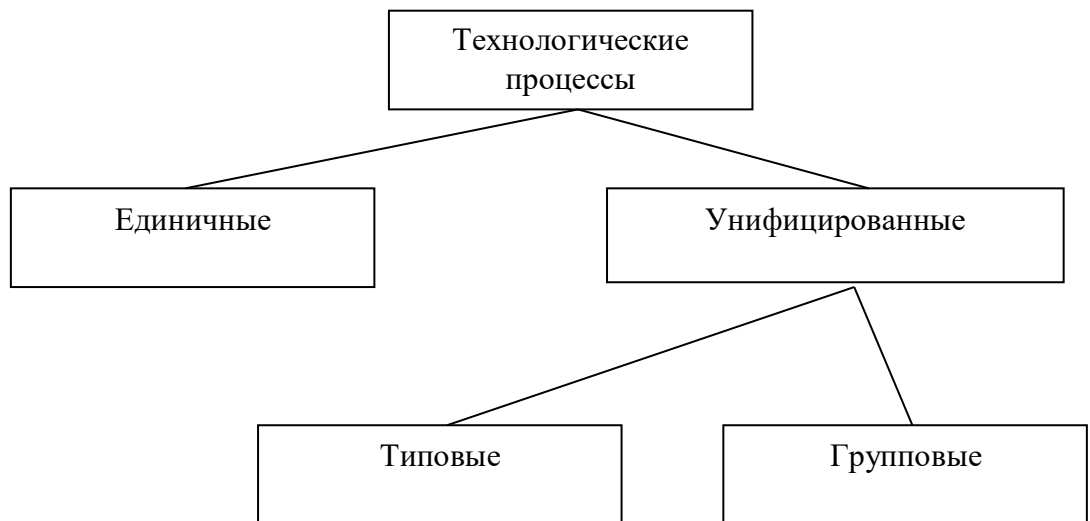 Технологические
процессы
Единичные
Унифицированные
Типовые
Групповые